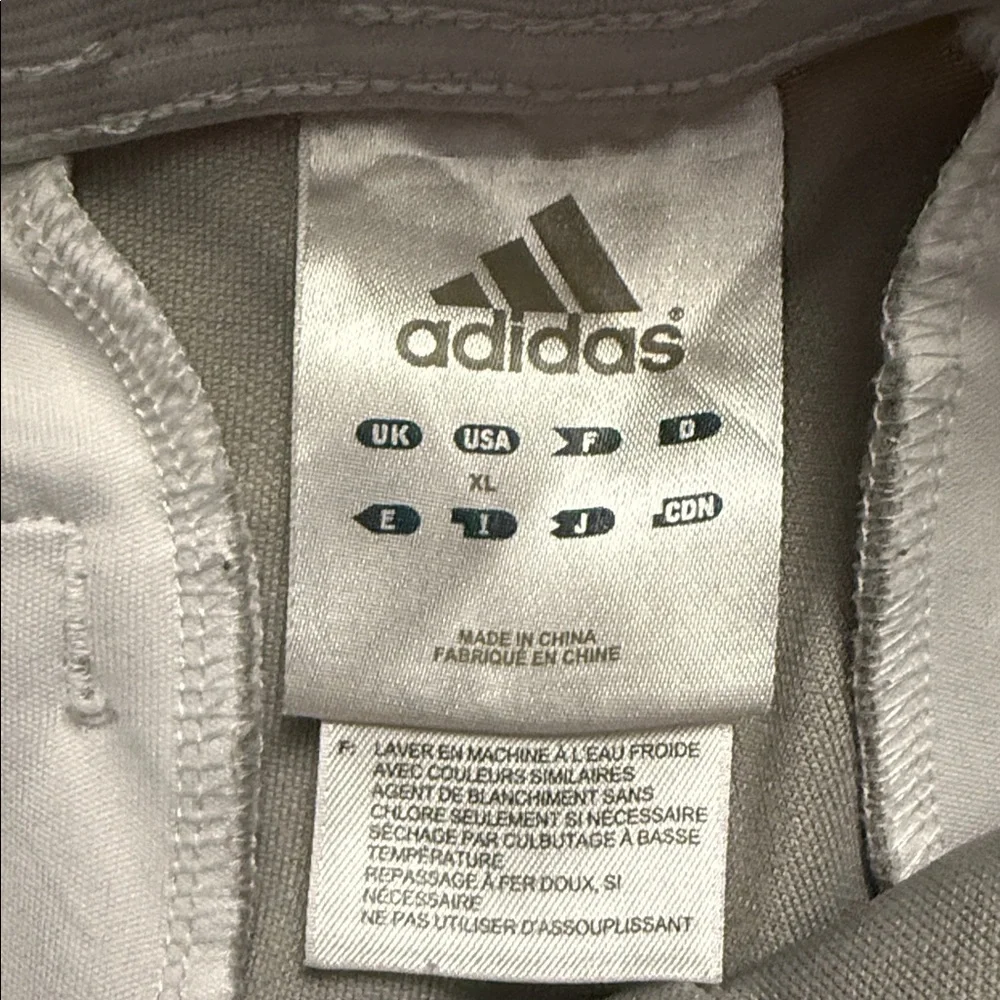 adidas®
UK USA F D
XL
E I J CDN
MADE IN CHINA
FABRIQUÉ EN CHINE
F: LAVER EN MACHINE À L'EAU FROIDE
AVEC COULEURS SIMILAIRES
AGENT DE BLANCHIMENT SANS
CHLORE SEULEMENT SI NÉCESSAIRE
SÉCHAGE PAR CULBUTAGE À BASSE
TEMPÉRATURE
REPASSAGE À FER DOUX, SI
NÉCESSAIRE
NE PAS UTILISER D'ASSOUPLISSANT